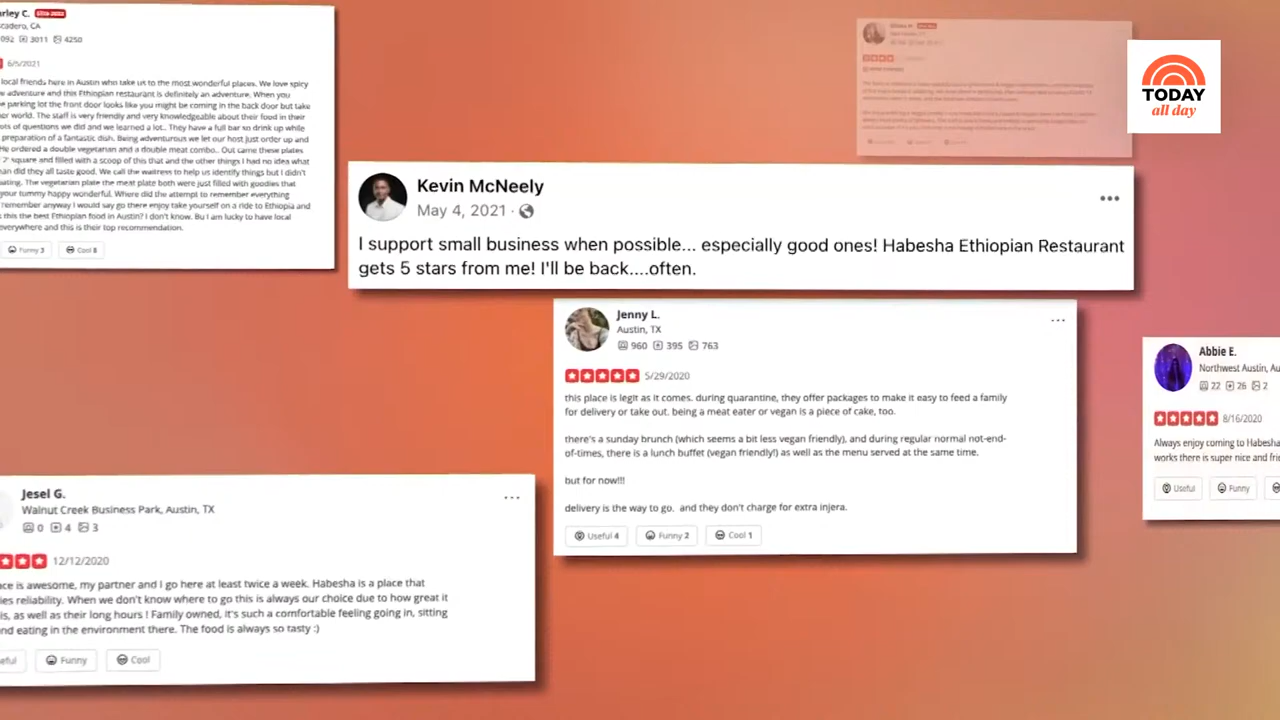 rley C.
scadero, CA
092 3011 4250
6/5/2021
local friends here in Austin who take us to the most wonderful places. We love spicy
e adventure and this Ethiopian restaurant is definitely an adventure. When you
e parking lot the front door looks like you might be coming in the back door but take
er world. The staff is very friendly and very knowledgeable about their food in their
ots of questions we did and we learned a lot.. They have a full bar so drink up while
preparation of a fantastic dish. Being adventurous we let our host just order up and
He ordered a double vegetarian and a double meat combo.. Out came these plates
2' square and filled with a scoop of this that and the other things I had no idea what
an did they all taste good. We call the waitress to help us identify things but I didn't
ating. The vegetarian plate the meat plate both were just filled with goodies that
your tummy happy wonderful. Where did the attempt to remember everything
remember anyway I would say go there enjoy take yourself on a ride to Ethiopia and
this the best Ethiopian food in Austin? I don't know. Bu I am lucky to have local
everywhere and this is their top recommendation.
Funny 3 Cool 8
TODAY
all day
Kevin McNeely
May 4, 2021 ·
I support small business when possible... especially good ones! Habesha Ethiopian Restaurant
gets 5 stars from me! I'll be back....often.
Jenny L.
Austin, TX
960 395 763
5/29/2020
this place is legit as it comes. during quarantine, they offer packages to make it easy to feed a family
for delivery or take out. being a meat eater or vegan is a piece of cake, too.
there's a sunday brunch (which seems a bit less vegan friendly), and during regular normal not-end-
of-times, there is a lunch buffet (vegan friendly!) as well as the menu served at the same time.
but for now!!!
delivery is the way to go. and they don't charge for extra injera.
Useful 4 Funny 2 Cool 1
Abbie E.
Northwest Austin, Au
22 26 2
8/16/2020
Always enjoy coming to Habesha
works there is super nice and frie
Useful Funny
Jesel G.
Walnut Creek Business Park, Austin, TX
0 4 3
12/12/2020
ce is awesome, my partner and I go here at least twice a week. Habesha is a place that
ies reliability. When we don't know where to go this is always our choice due to how great it
is, as well as their long hours ! Family owned, it's such a comfortable feeling going in, sitting
nd eating in the environment there. The food is always so tasty :)
eful Funny Cool